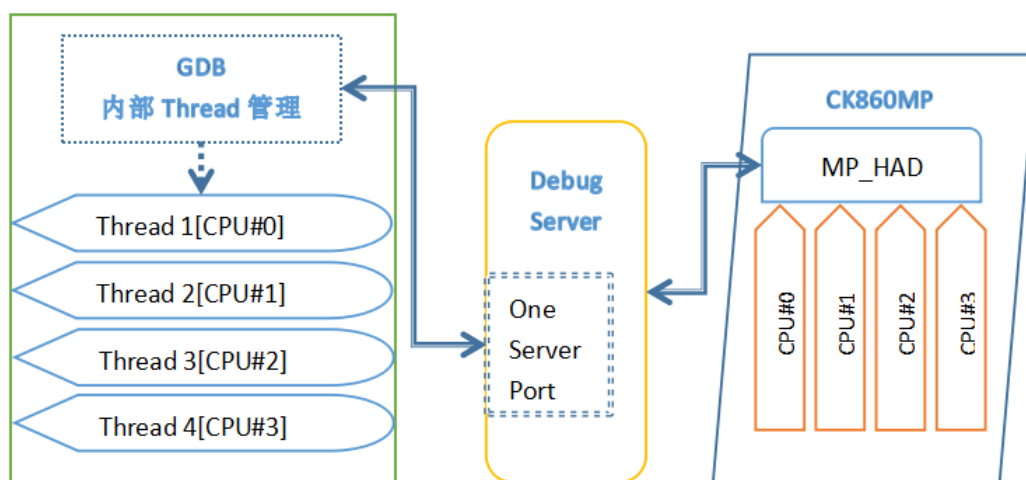 GDB
内部 Thread 管理
Thread 1[CPU#0]
Thread 2[CPU#1]
Thread 3[CPU#2]
Thread 4[CPU#3]
Debug
Server
One
Server
Port
CK860MP
MP_HAD
CPU#0
CPU#1
CPU#2
CPU#3